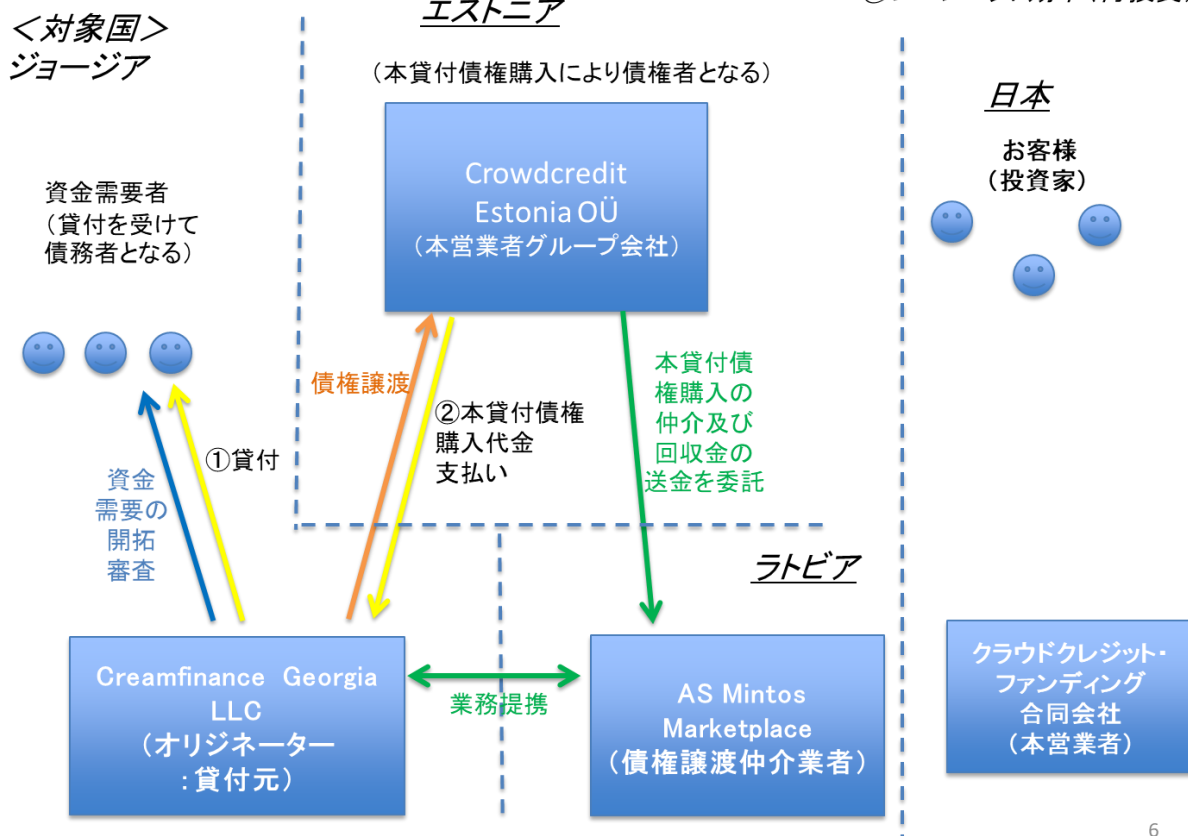 ＜対象国＞
ジョージア
エストニア
（本貸付債権購入により債権者となる）
Crowdcredit
Estonia OÜ
（本営業者グループ会社）
日本
お客様
（投資家）
資金需要者
（貸付を受けて
債務者となる）
債権譲渡
②本貸付債権
購入代金
支払い
本貸付債
権購入の
仲介及び
回収金の
送金を委託
①貸付
資金
需要の
開拓
審査
ラトビア
Creamfinance Georgia
LLC
（オリジネーター
：貸付元）
業務提携
AS Mintos
Marketplace
（債権譲渡仲介業者）
クラウドクレジット・
ファンディング
合同会社
（本営業者）
6